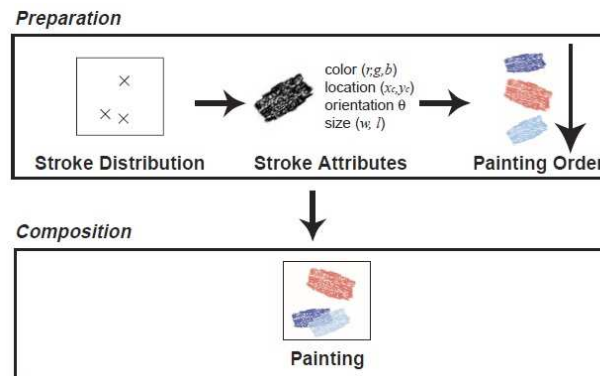 Preparation
color (r,g,b)
location (xc,yc)
orientation θ
size (w, l)
Stroke Distribution
Stroke Attributes
Painting Order
Composition
Painting